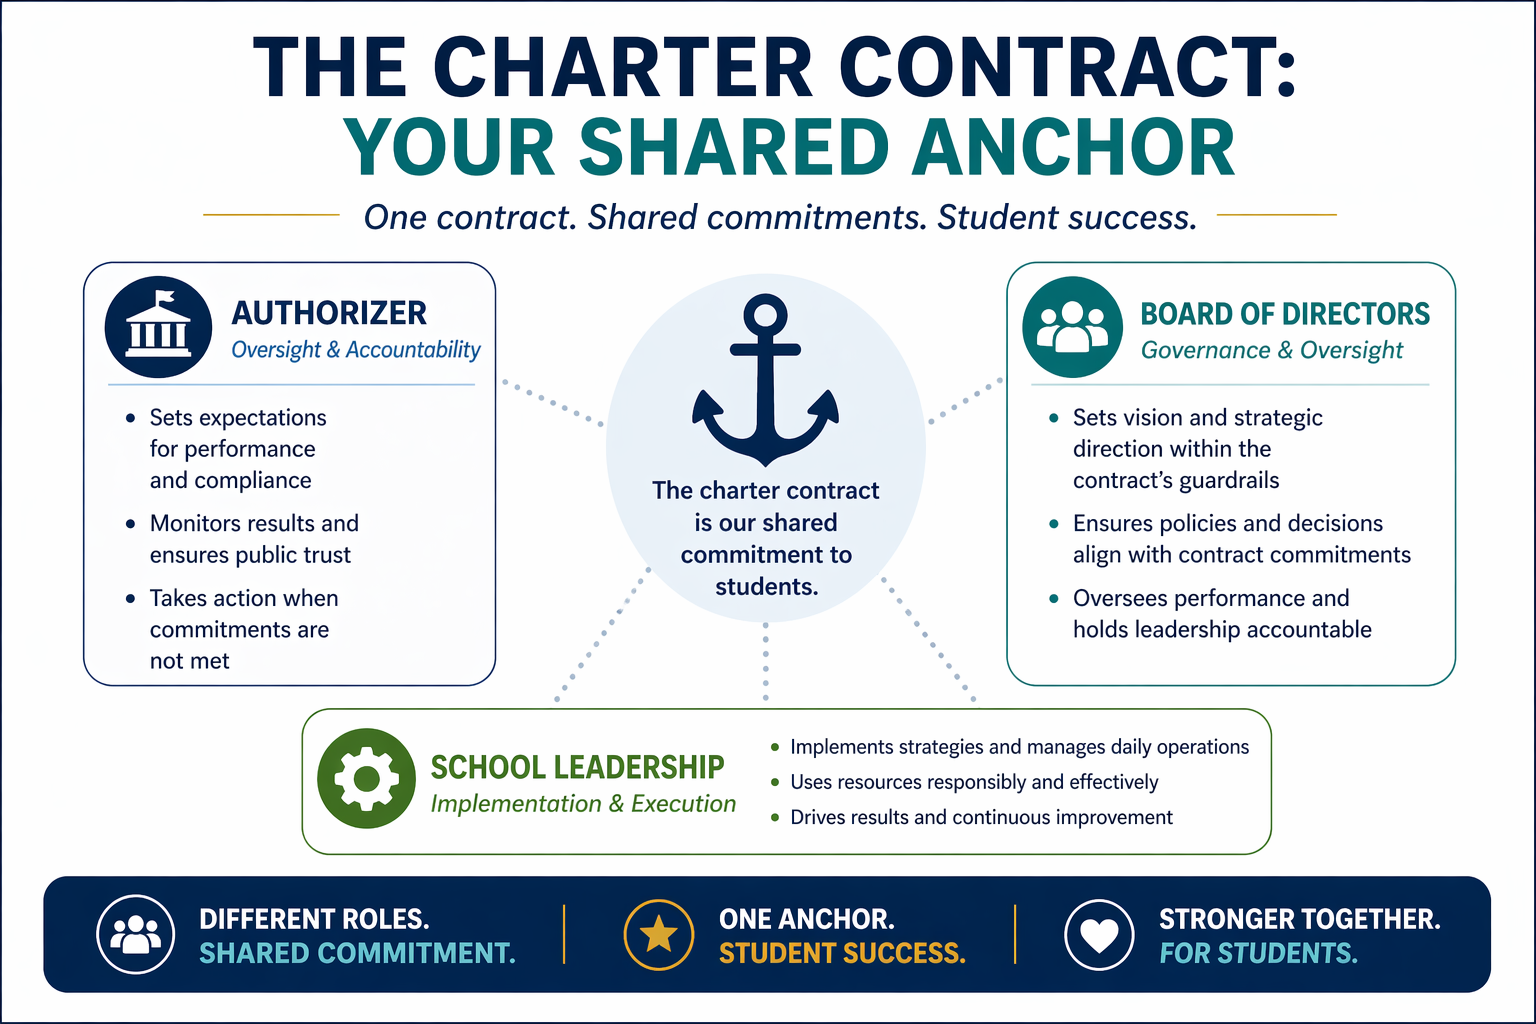 THE CHARTER CONTRACT:
YOUR SHARED ANCHOR
One contract. Shared commitments. Student success.
AUTHORIZER
Oversight & Accountability
• Sets expectations
for performance
and compliance
• Monitors results and
ensures public trust
• Takes action when
commitments are
not met
The charter contract
is our shared
commitment to
students.
BOARD OF DIRECTORS
Governance & Oversight
• Sets vision and strategic
direction within the
contract’s guardrails
• Ensures policies and decisions
align with contract commitments
• Oversees performance and
holds leadership accountable
SCHOOL LEADERSHIP
Implementation & Execution
• Implements strategies and manages daily operations
• Uses resources responsibly and effectively
• Drives results and continuous improvement
DIFFERENT ROLES.
SHARED COMMITMENT.
ONE ANCHOR.
STUDENT SUCCESS.
STRONGER TOGETHER.
FOR STUDENTS.